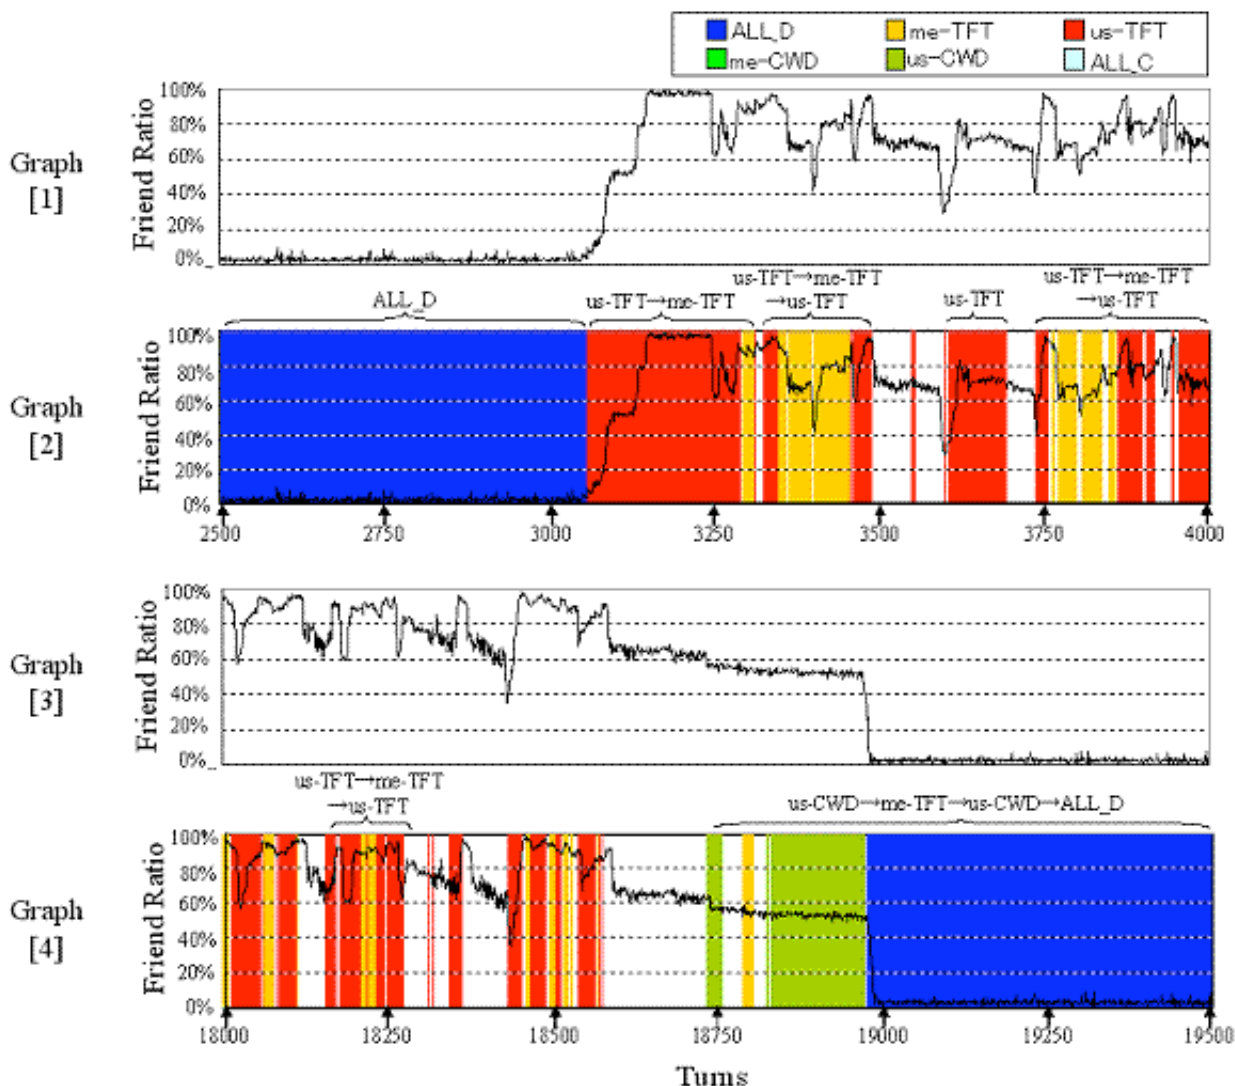 ALL_D me-TFT us-TFT
me-CWD us-CWD ALL_C
Graph
[1]
Friend Ratio
100%
80%
60%
40%
20%
0%
us-TFT→me-TFT
→us-TFT
us-TFT→me-TFT
→us-TFT
ALL_D
us-TFT→me-TFT
us-TFT
Graph
[2]
Friend Ratio
100%
80%
60%
40%
20%
0%
2500 2750 3000 3250 3500 3750 4000
Graph
[3]
Friend Ratio
100%
80%
60%
40%
20%
0%
us-TFT→me-TFT
→us-TFT
us-CWD→me-TFT→us-CWD→ALL_D
Graph
[4]
Friend Ratio
100%
80%
60%
40%
20%
0%
18000 18250 18500 18750 19000 19250 19500
Turns